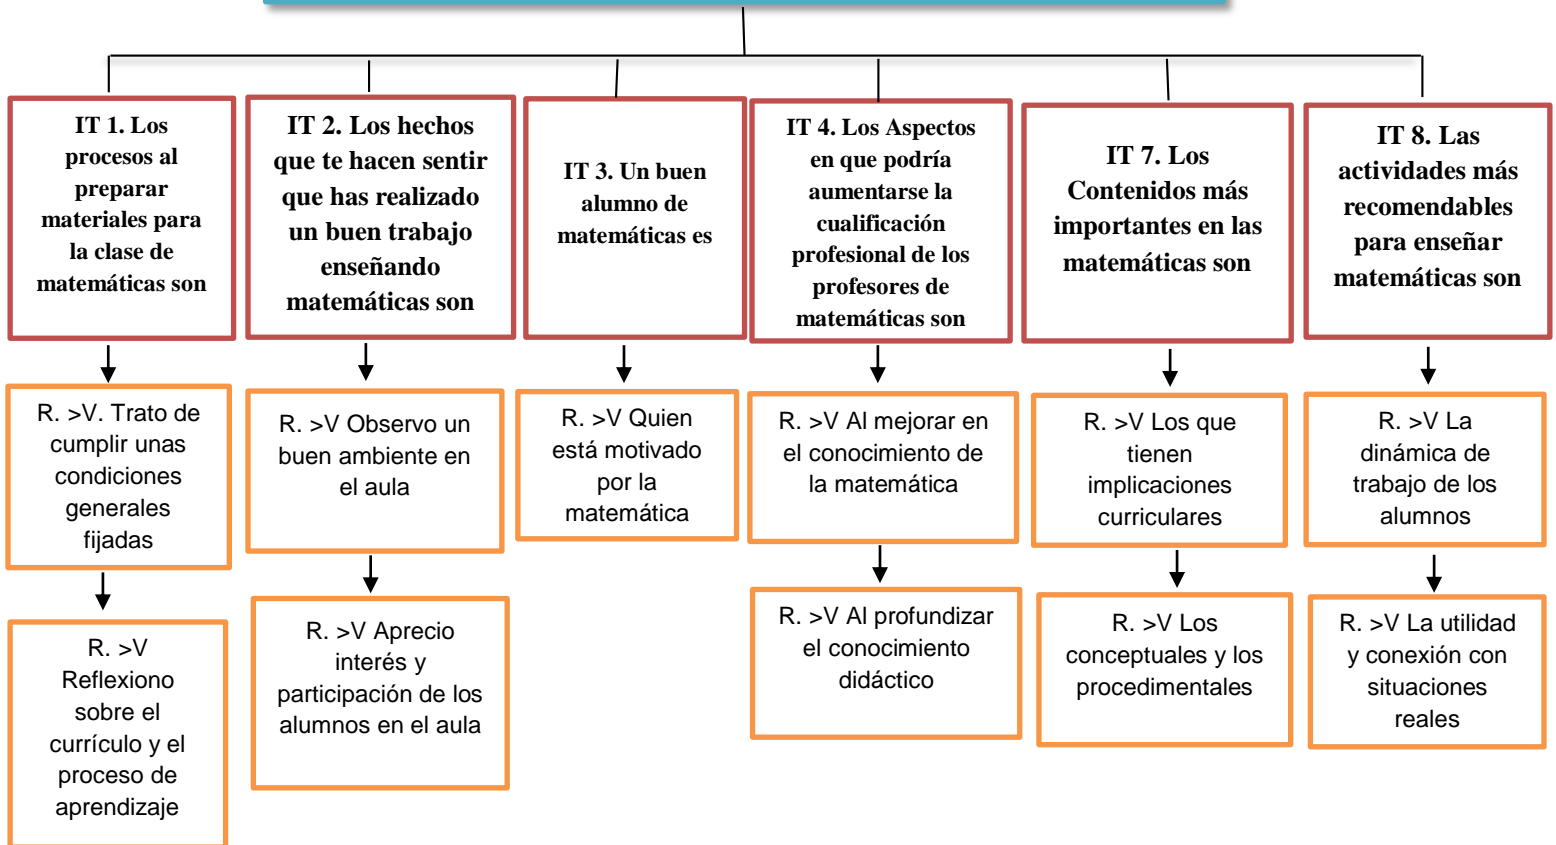 IT 1. Los
procesos al
preparar
materiales para
la clase de
matemáticas son
IT 2. Los hechos
que te hacen sentir
que has realizado
un buen trabajo
enseñando
matemáticas son
IT 3. Un buen
alumno de
matemáticas es
IT 4. Los Aspectos
en que podría
aumentarse la
cualificación
profesional de los
profesores de
matemáticas son
IT 7. Los
Contenidos más
importantes en las
matemáticas son
IT 8. Las
actividades más
recomendables
para enseñar
matemáticas son
R. >V. Trato de
cumplir unas
condiciones
generales
fijadas
R. >V Observo un
buen ambiente en
el aula
R. >V Quien
está motivado
por la
matemática
R. >V Al mejorar en
el conocimiento de
la matemática
R. >V Los que
tienen
implicaciones
curriculares
R. >V La
dinámica de
trabajo de los
alumnos
R. >V
Reflexiono
sobre el
currículo y el
proceso de
aprendizaje
R. >V Aprecio
interés y
participación de los
alumnos en el aula
R. >V Al profundizar
el conocimiento
didáctico
R. >V Los
conceptuales y los
procedimentales
R. >V La utilidad
y conexión con
situaciones
reales